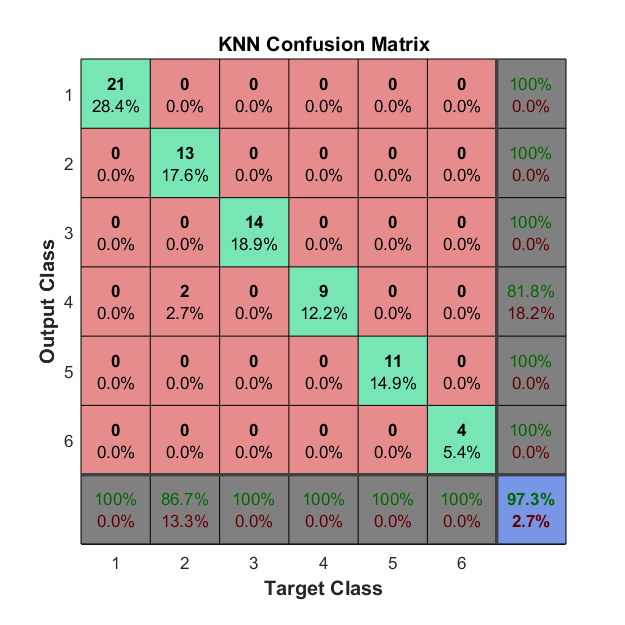 KNN Confusion Matrix
1 21 0 0 0 0 0 100%
28.4% 0.0% 0.0% 0.0% 0.0% 0.0% 0.0%
2 0 13 0 0 0 0 100%
0.0% 17.6% 0.0% 0.0% 0.0% 0.0% 0.0%
3 0 0 14 0 0 0 100%
0.0% 0.0% 18.9% 0.0% 0.0% 0.0% 0.0%
4 0 2 0 9 0 0 81.8%
0.0% 2.7% 0.0% 12.2% 0.0% 0.0% 18.2%
5 0 0 0 0 11 0 100%
0.0% 0.0% 0.0% 0.0% 14.9% 0.0% 0.0%
6 0 0 0 0 0 4 100%
0.0% 0.0% 0.0% 0.0% 0.0% 5.4% 0.0%
100% 86.7% 100% 100% 100% 100% 97.3%
0.0% 13.3% 0.0% 0.0% 0.0% 0.0% 2.7%
1 2 3 4 5 6
Target Class
Output Class